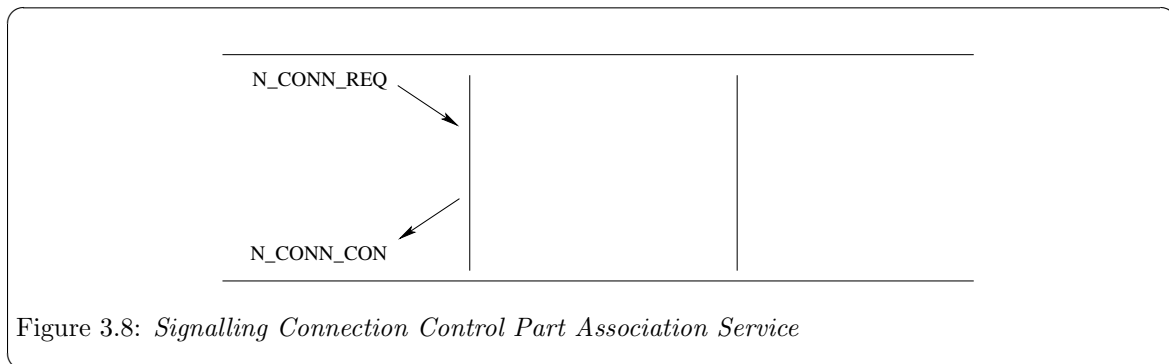 N_CONN_REQ
N_CONN_CON
Figure 3.8: Signalling Connection Control Part Association Service